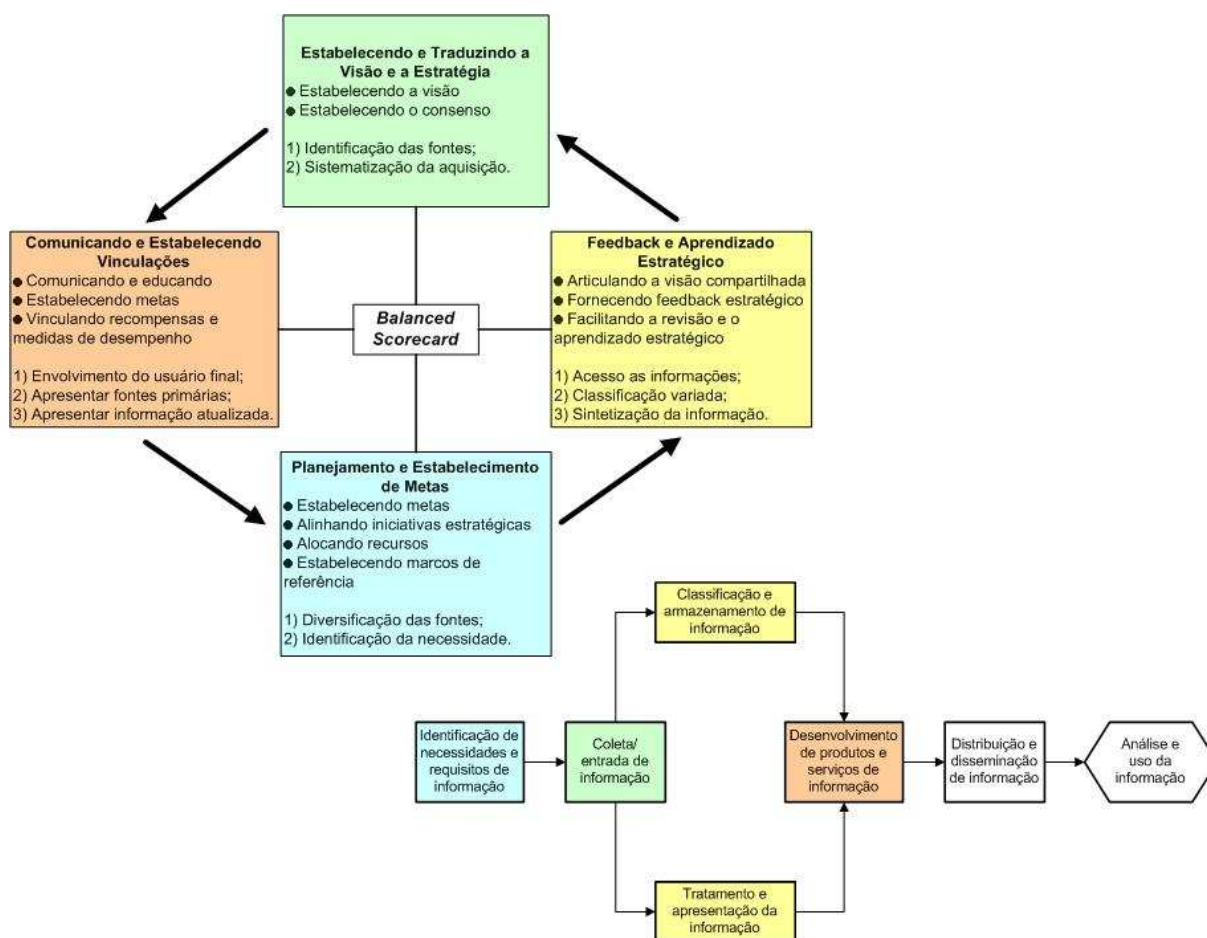 Estabelecendo e Traduzindo a
Visão e a Estratégia
● Estabelecendo a visão
● Estabelecendo o consenso
1) Identificação das fontes;
2) Sistematização da aquisição.
Comunicando e Estabelecendo
Vinculações
● Comunicando e educando
● Estabelecendo metas
● Vinculando recompensas e
medidas de desempenho
1) Envolvimento do usuário final;
2) Apresentar fontes primárias;
3) Apresentar informação atualizada.
Balanced
Scorecard
Feedback e Aprendizado
Estratégico
● Articulando a visão compartilhada
● Fornecendo feedback estratégico
● Facilitando a revisão e o
aprendizado estratégico
1) Acesso as informações;
2) Classificação variada;
3) Sintetização da informação.
Planejamento e Estabelecimento
de Metas
● Estabelecendo metas
● Alinhando iniciativas estratégicas
● Alocando recursos
● Estabelecendo marcos de
referência
1) Diversificação das fontes;
2) Identificação da necessidade.
Identificação de
necessidades e
requisitos de
informação
Coleta/
entrada de
informação
Classificação e
armazenamento de
informação
Tratamento e
apresentação da
informação
Desenvolvimento
de produtos e
serviços de
informação
Distribuição e
disseminação
de informação
Análise e
uso da
informação